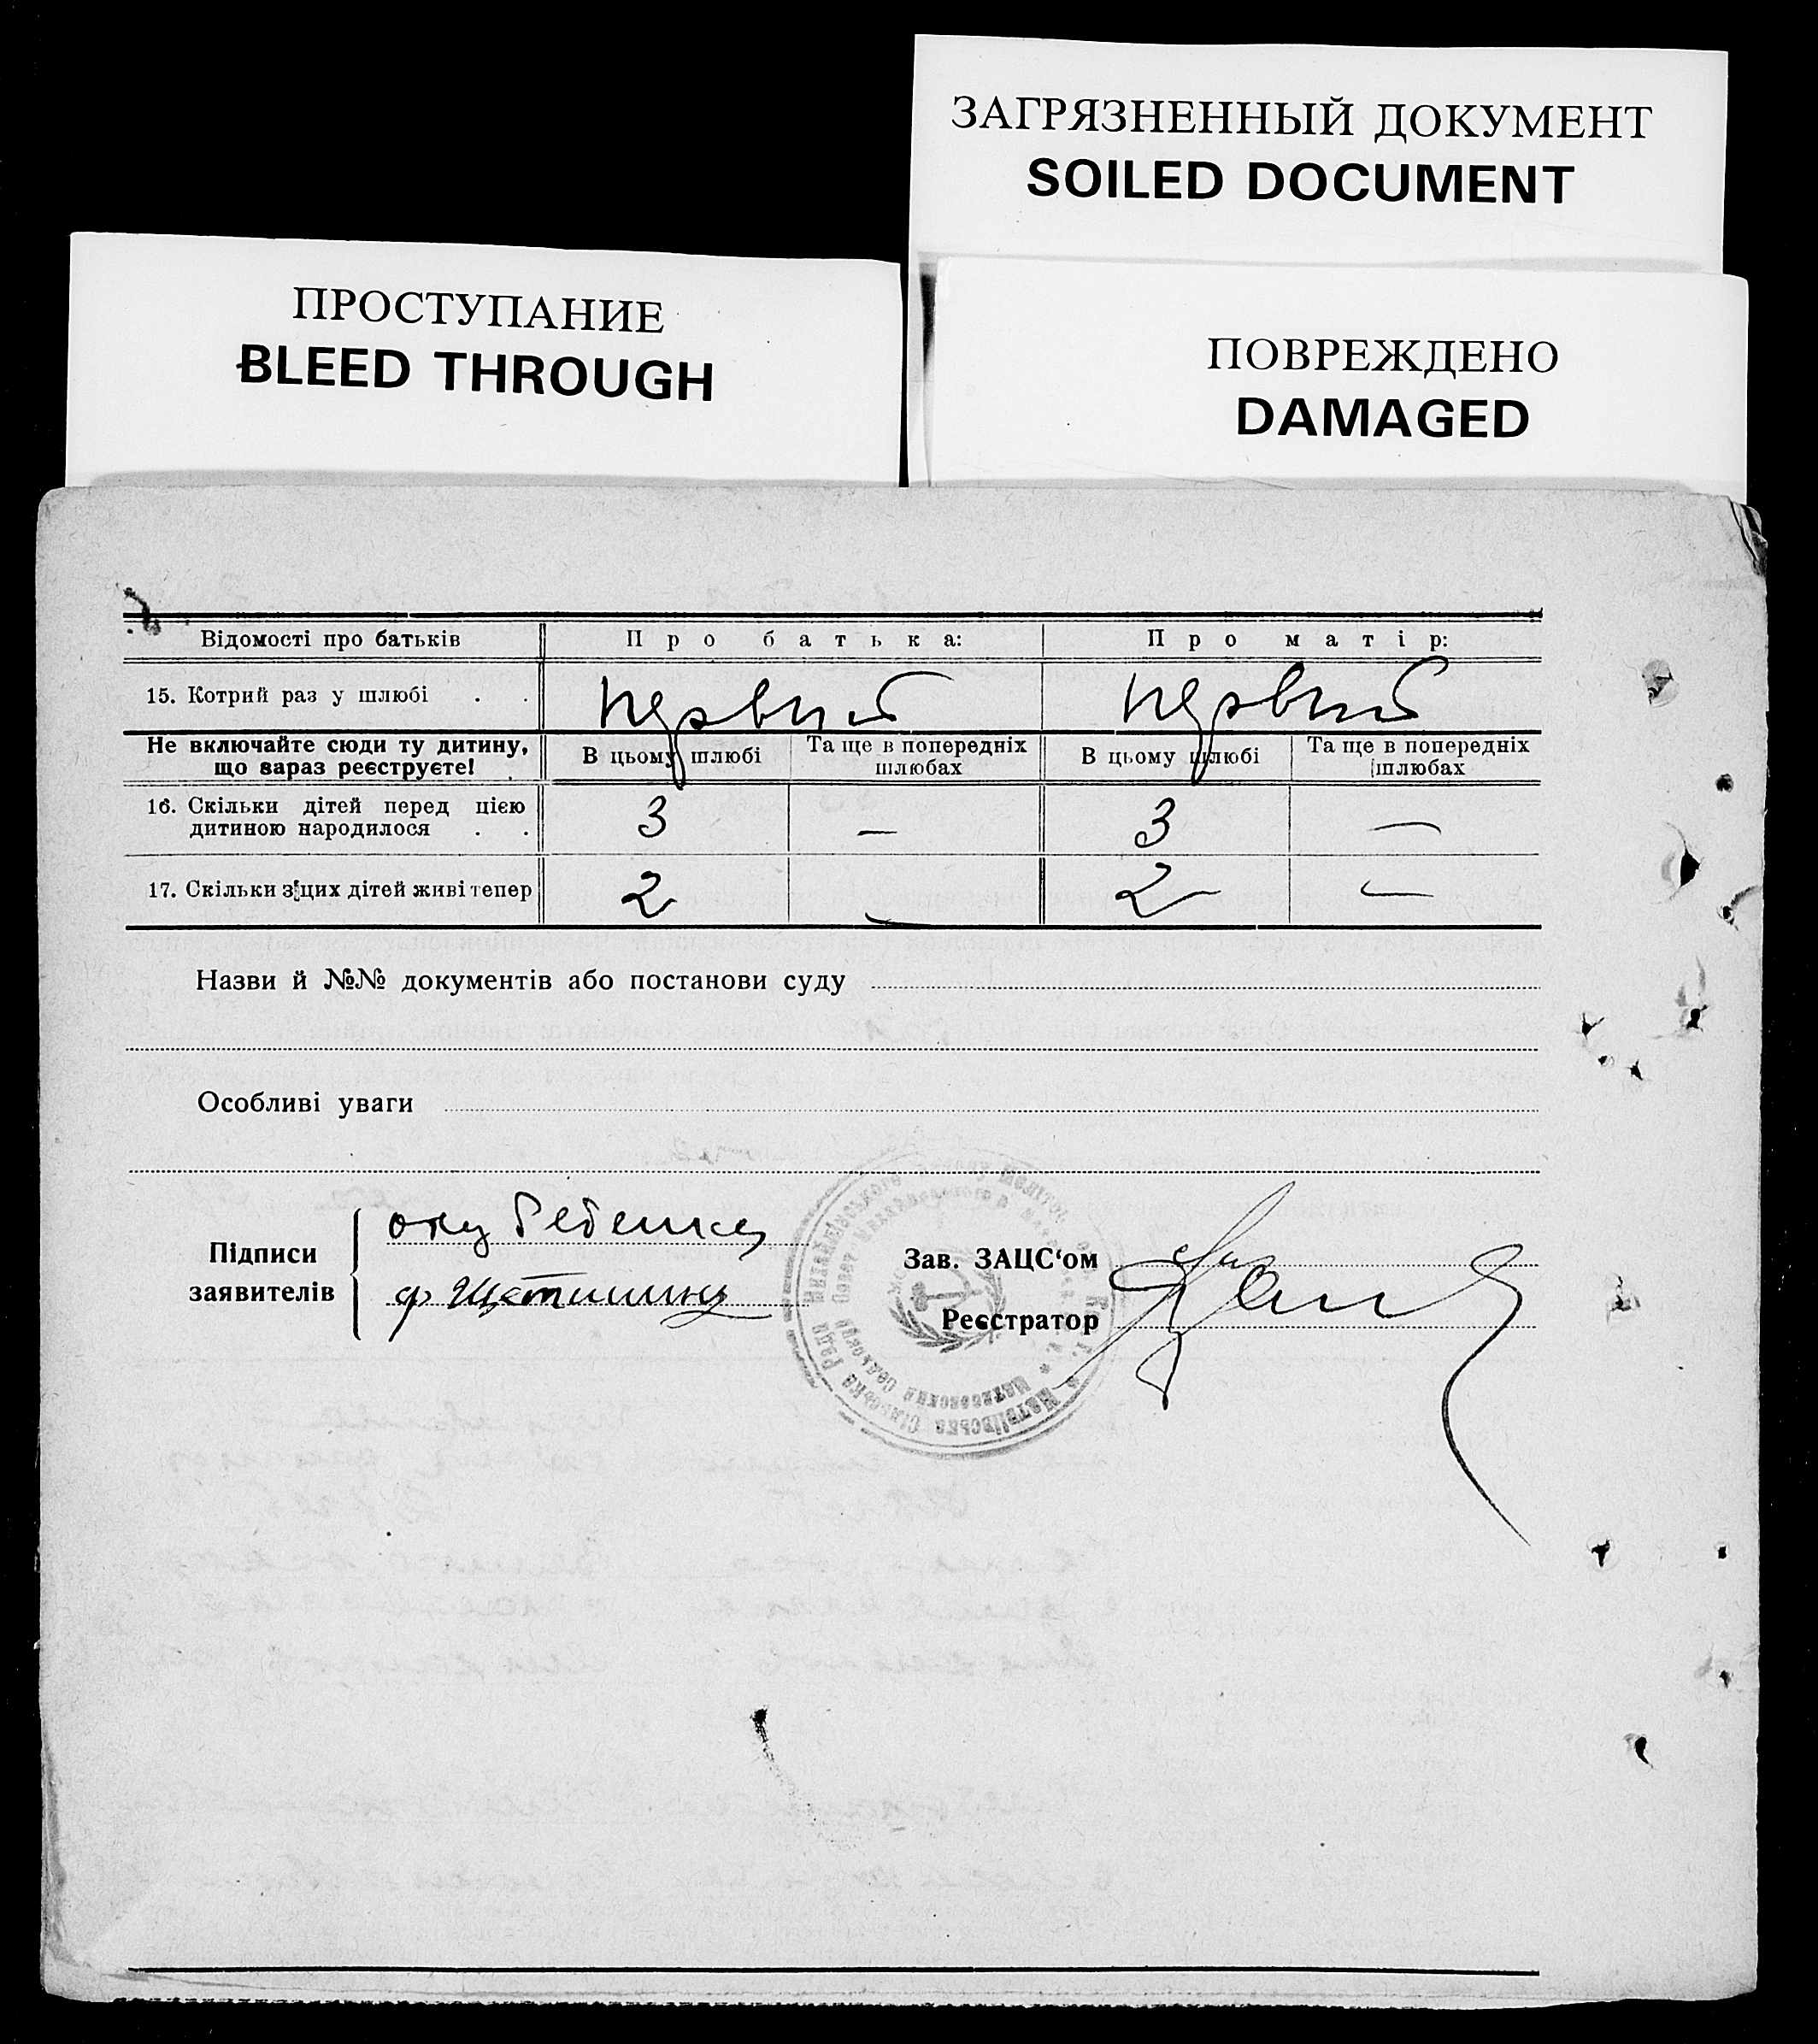 ЗАГРЯЗНЕННЫЙ ДОКУМЕНТ
SOILED DOCUMENT
ПРОСТУПАНИЕ
BLEED THROUGH
ПОВРЕЖДЕНО
DAMAGED
Відомості про батьків Про батька: Про матір:
15. Котрий раз у шлюбі . . первый первый
Не включайте сюди ту дитину, що зараз реєструєте! В цьому шлюбі Та ще в попередніх шлюбах В цьому шлюбі Та ще в попередніх шлюбах
16. Скільки дітей перед цією
дитиною народилося . . 3 — 3 —
17. Скільки з цих дітей живі тепер 2 — 2 —
Назви й №№ документів або постанови суду
Особливі уваги
Підписи
заявителів
Зав. ЗАЦС‘ом
Реєстратор